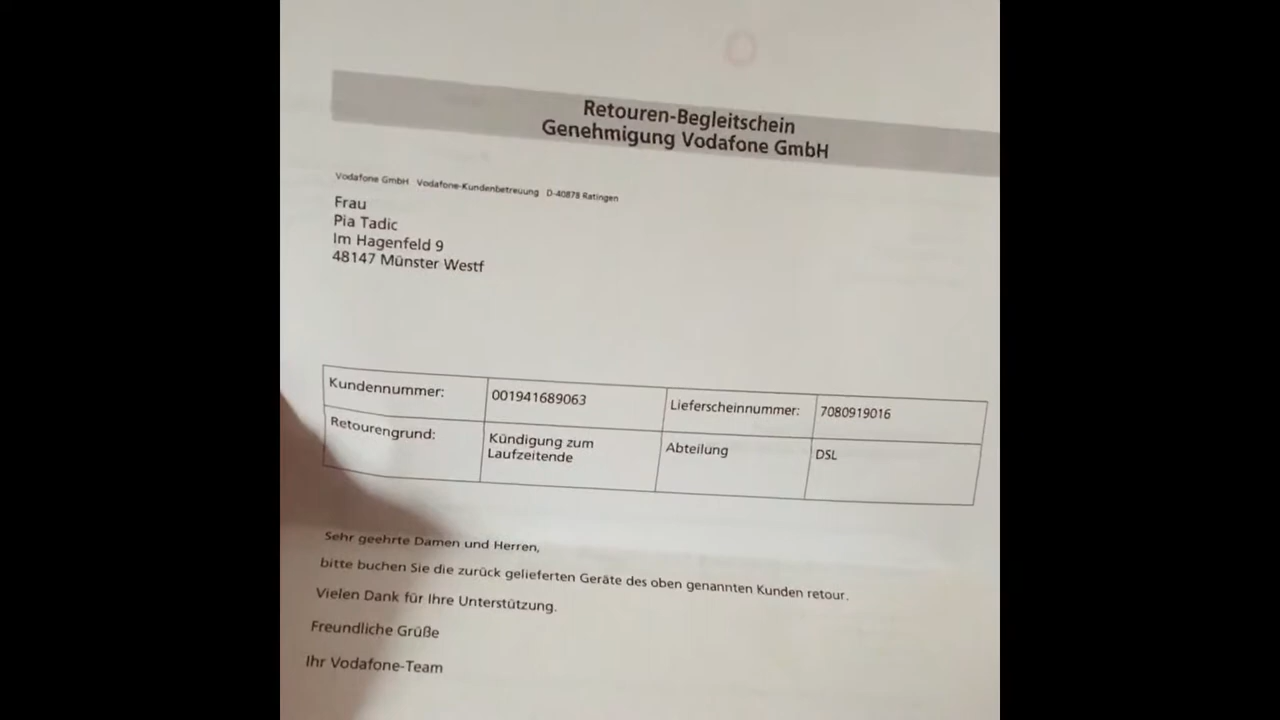 Retouren-Begleitschein
Genehmigung Vodafone GmbH
Vodafone GmbH Vodafone-Kundenbetreuung D-40878 Ratingen
Frau
Pia Tadic
Im Hagenfeld 9
48147 Münster Westf
Kundennummer: 001941689063 Lieferscheinnummer: 7080919016
Retourengrund: Kündigung zum Abteilung DSL
Laufzeitende
Sehr geehrte Damen und Herren,
bitte buchen Sie die zurück gelieferten Geräte des oben genannten Kunden retour.
Vielen Dank für Ihre Unterstützung.
Freundliche Grüße
Ihr Vodafone-Team